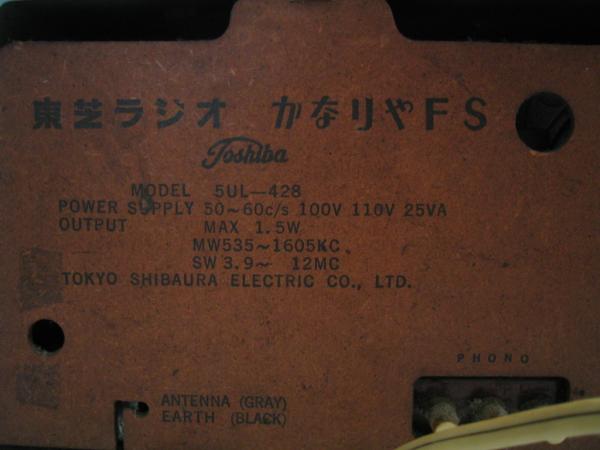 東芝ラジオ かなりやFS
Toshiba
MODEL 5UL-428
POWER SUPPLY 50~60c/s 100V 110V 25VA
OUTPUT MAX 1.5W
MW535~1605KC
SW 3.9~ 12MC
TOKYO SHIBAURA ELECTRIC CO., LTD.
PHONO
ANTENNA (GRAY)
EARTH (BLACK)